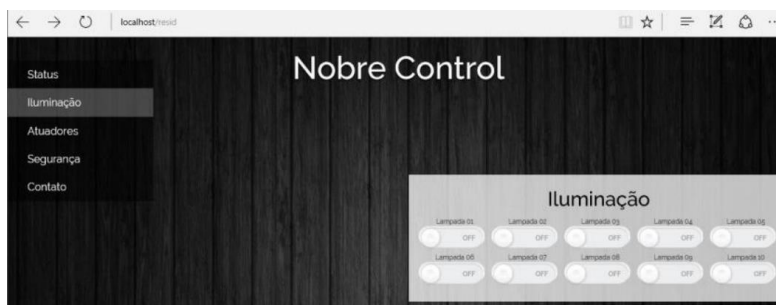 localhost/resid
Nobre Control
Status
Iluminação
Atuadores
Segurança
Contato
Iluminação
Lampada 01 Lampada 02 Lampada 03 Lampada 04 Lampada 05
OFF OFF OFF OFF OFF
Lampada 06 Lampada 07 Lampada 08 Lampada 09 Lampada 10
OFF OFF OFF OFF OFF